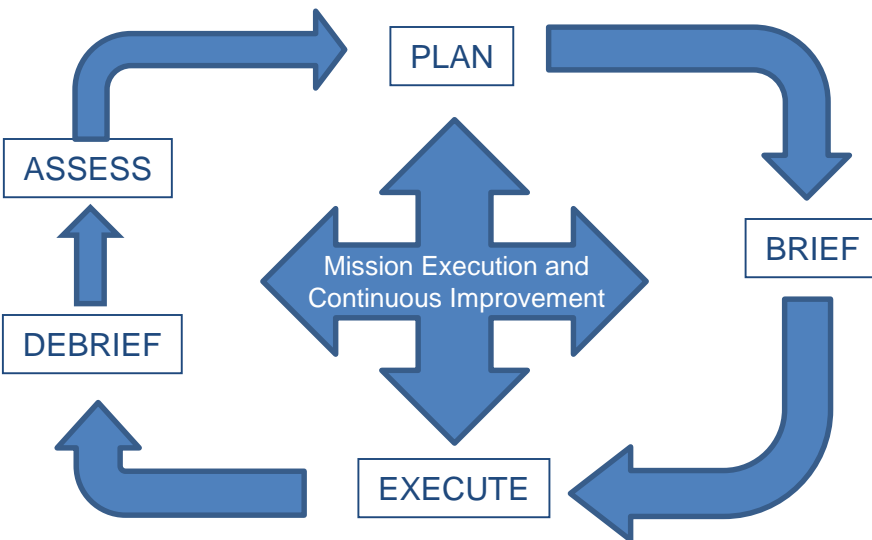 PLAN
ASSESS
BRIEF
Mission Execution and
Continuous Improvement
DEBRIEF
EXECUTE